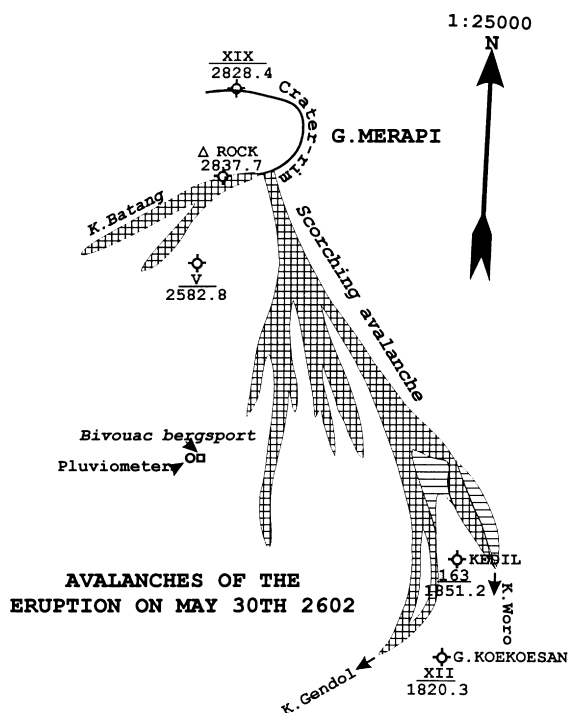 1:25000
N
XIX
2828.4
Crater-rim
G.MERAPI
Δ ROCK
2837.7
K.Batang
Scorching avalanche
V
2582.8
Bivouac bergsport
Pluviometer
KEDIL
163
1851.2
K.Woro
AVALANCHES OF THE
ERUPTION ON MAY 30TH 2602
G.KOEKOESAN
XII
1820.3
K.Gendol